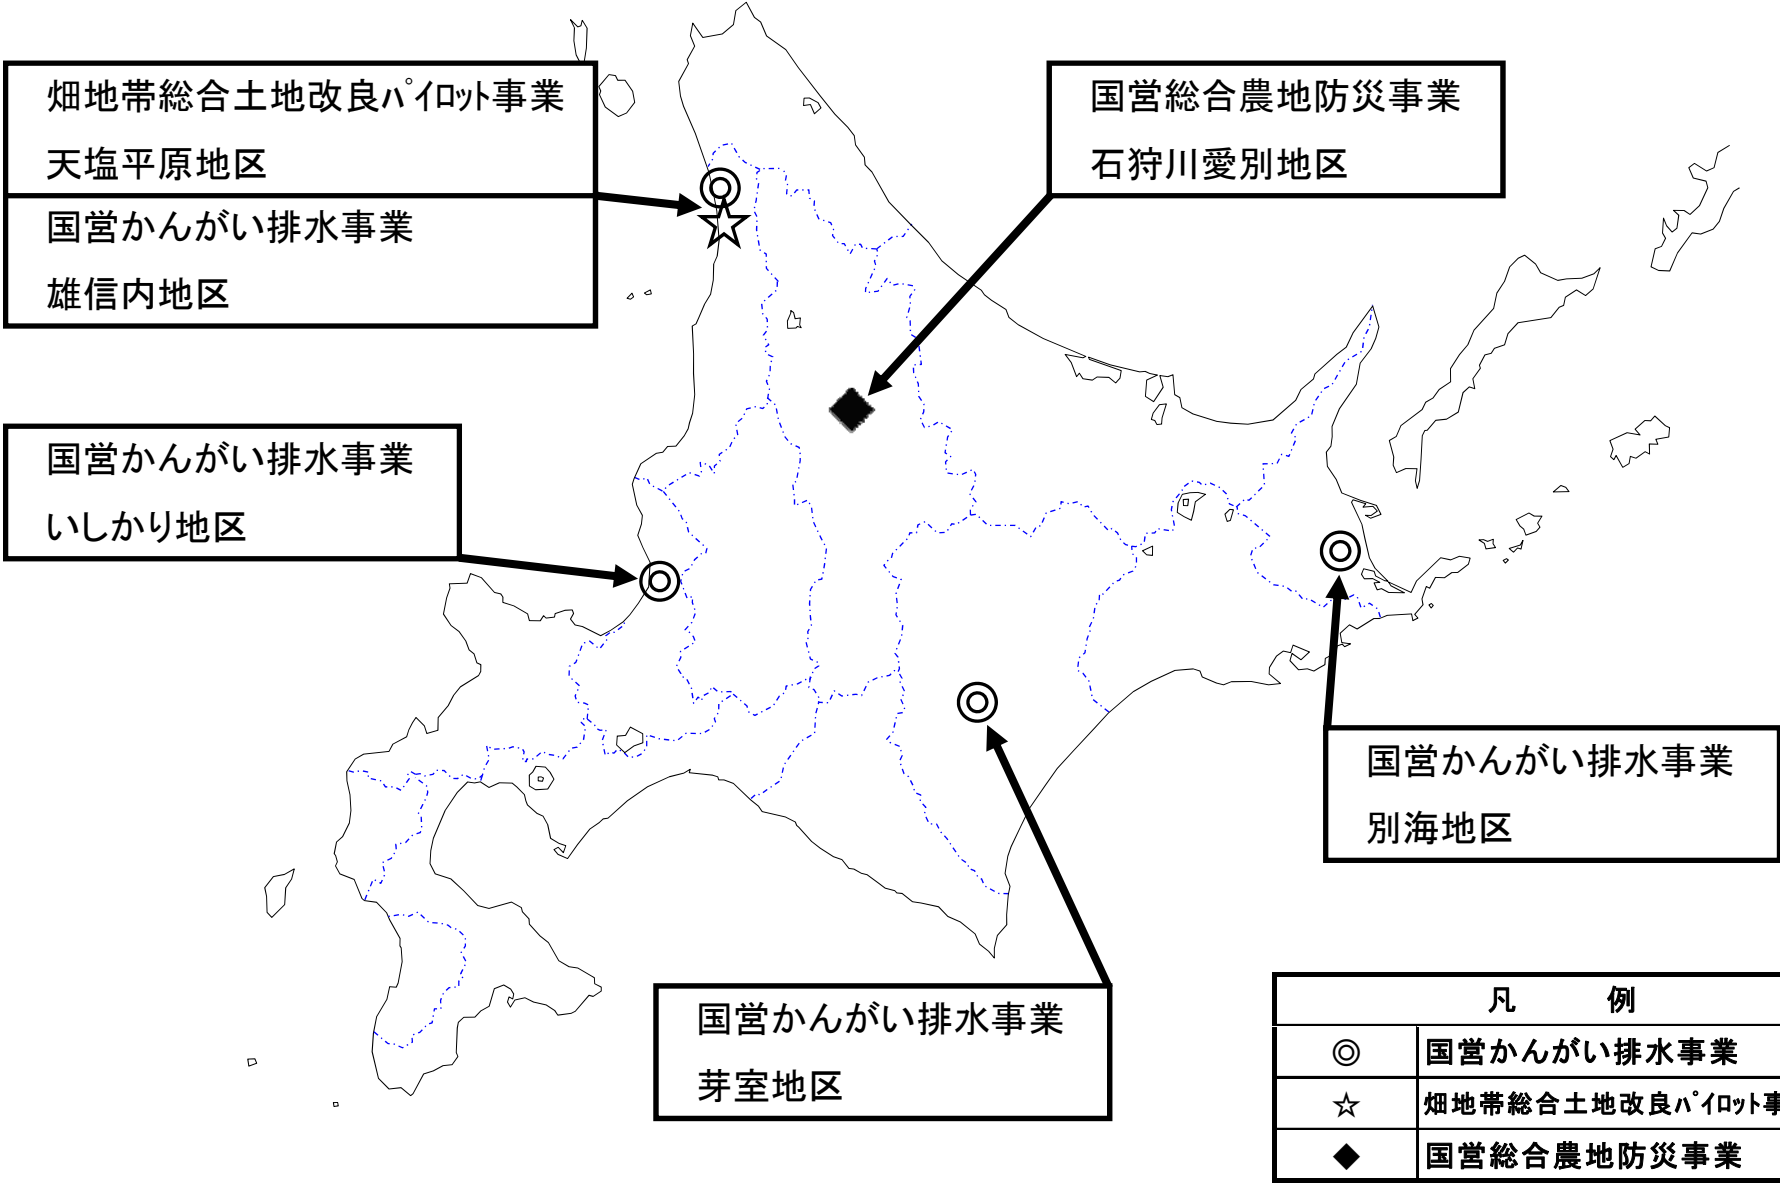 畑地帯総合土地改良パイロット事業
天塩平原地区
国営かんがい排水事業
雄信内地区
国営総合農地防災事業
石狩川愛別地区
国営かんがい排水事業
いしかり地区
国営かんがい排水事業
別海地区
国営かんがい排水事業
芽室地区
凡 例
◎ 国営かんがい排水事業
☆ 畑地帯総合土地改良パイロット事
◆ 国営総合農地防災事業